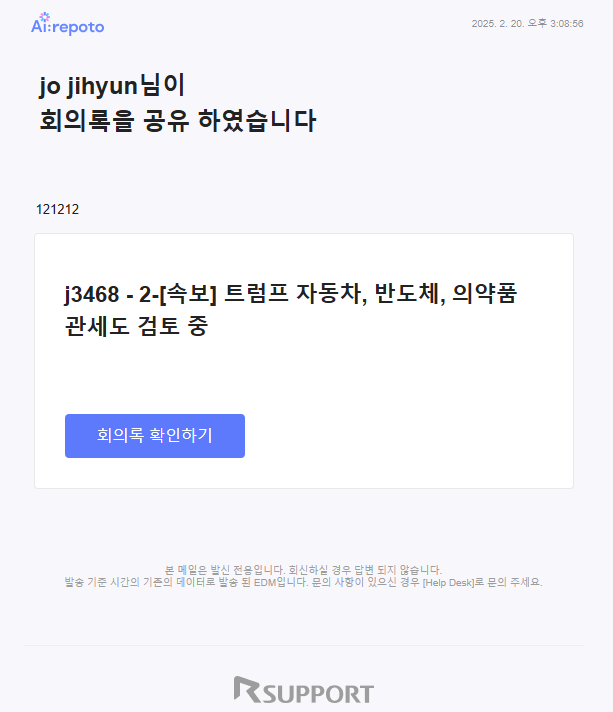 Ai:repoto
2025. 2. 20. 오후 3:08:56
jo jihyun님이
회의록을 공유 하였습니다
121212
j3468 - 2-[속보] 트럼프 자동차, 반도체, 의약품
관세도 검토 중
회의록 확인하기
본 메일은 발신 전용입니다. 회신하실 경우 답변 되지 않습니다.
발송 기준 시간의 기존의 데이터로 발송 된 EDM입니다. 문의 사항이 있으신 경우 [Help Desk]로 문의 주세요.
RSUPPORT